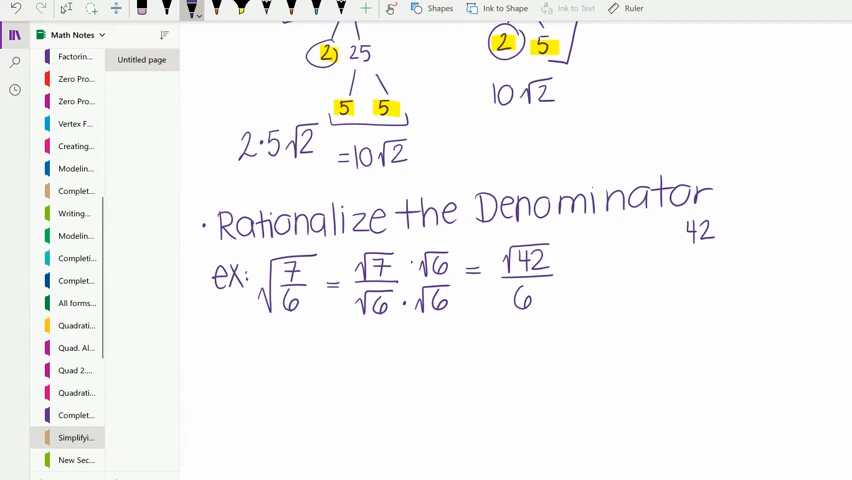 Shapes Ink to Shape Ink to Text Ruler
Math Notes
Untitled page
Factorin...
Zero Pro...
Zero Pro...
Vertex F...
Creating...
Modelin...
Complet...
Writing...
Modelin...
Completi...
Complet...
All forms...
Quadrati...
Quad. Al...
Quad 2....
Quadrati...
Complet...
Simplifyi...
New Sec...
2 25
5 5
2·5√2
=10√2
2 5
10√2
· Rationalize the Denominator
42
ex: √7/6 = √7/√6 · √6/√6 = √42/6